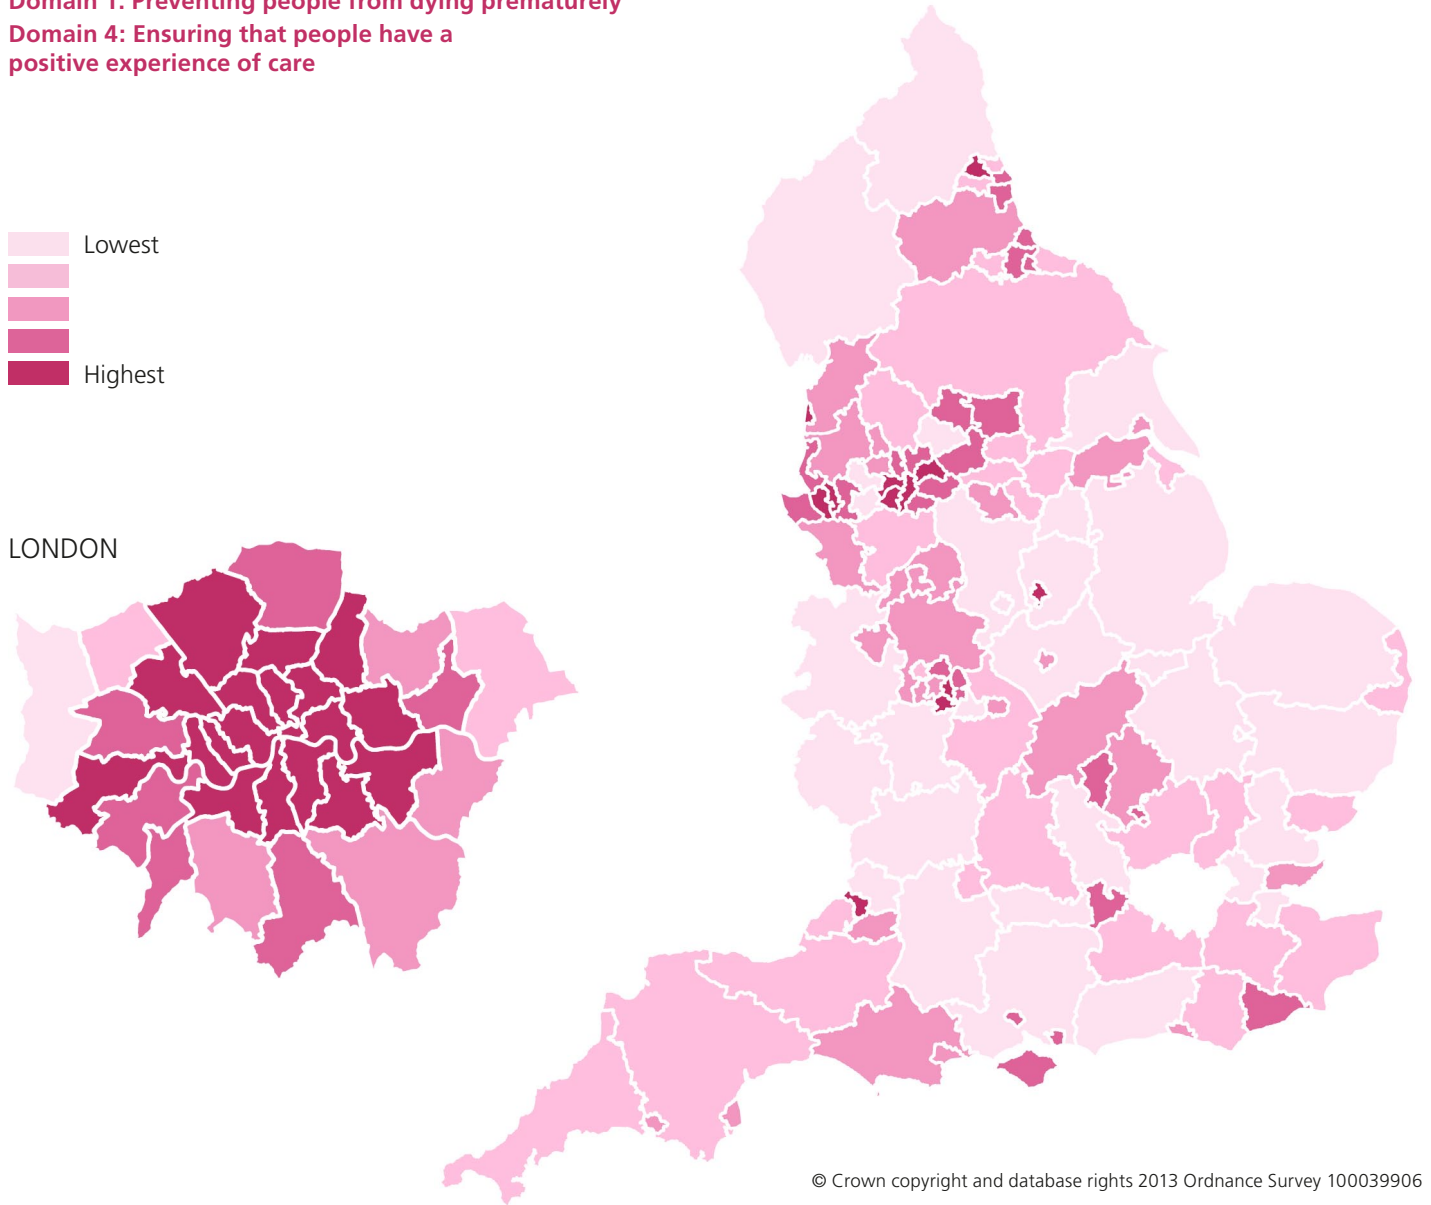 Domain 1: Preventing people from dying prematurely
Domain 4: Ensuring that people have a
positive experience of care
Lowest
Highest
LONDON
© Crown copyright and database rights 2013 Ordnance Survey 100039906